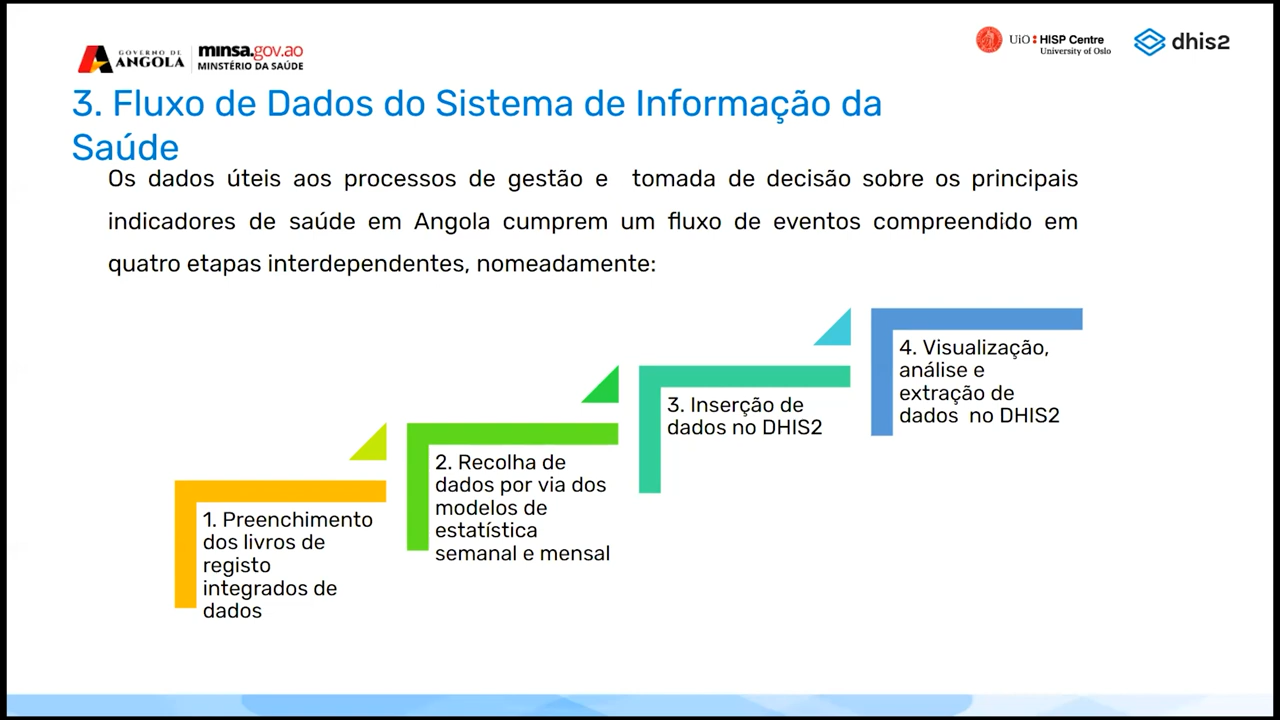 GOVERNO DE
ANGOLA
minsa.gov.ao
MINISTÉRIO DA SAÚDE
UiO HISP Centre
University of Oslo
dhis2
3. Fluxo de Dados do Sistema de Informação da
Saúde
Os dados úteis aos processos de gestão e tomada de decisão sobre os principais
indicadores de saúde em Angola cumprem um fluxo de eventos compreendido em
quatro etapas interdependentes, nomeadamente:
1. Preenchimento
dos livros de
registo
integrados de
dados
2. Recolha de
dados por via dos
modelos de
estatística
semanal e mensal
3. Inserção de
dados no DHIS2
4. Visualização,
análise e
extração de
dados no DHIS2